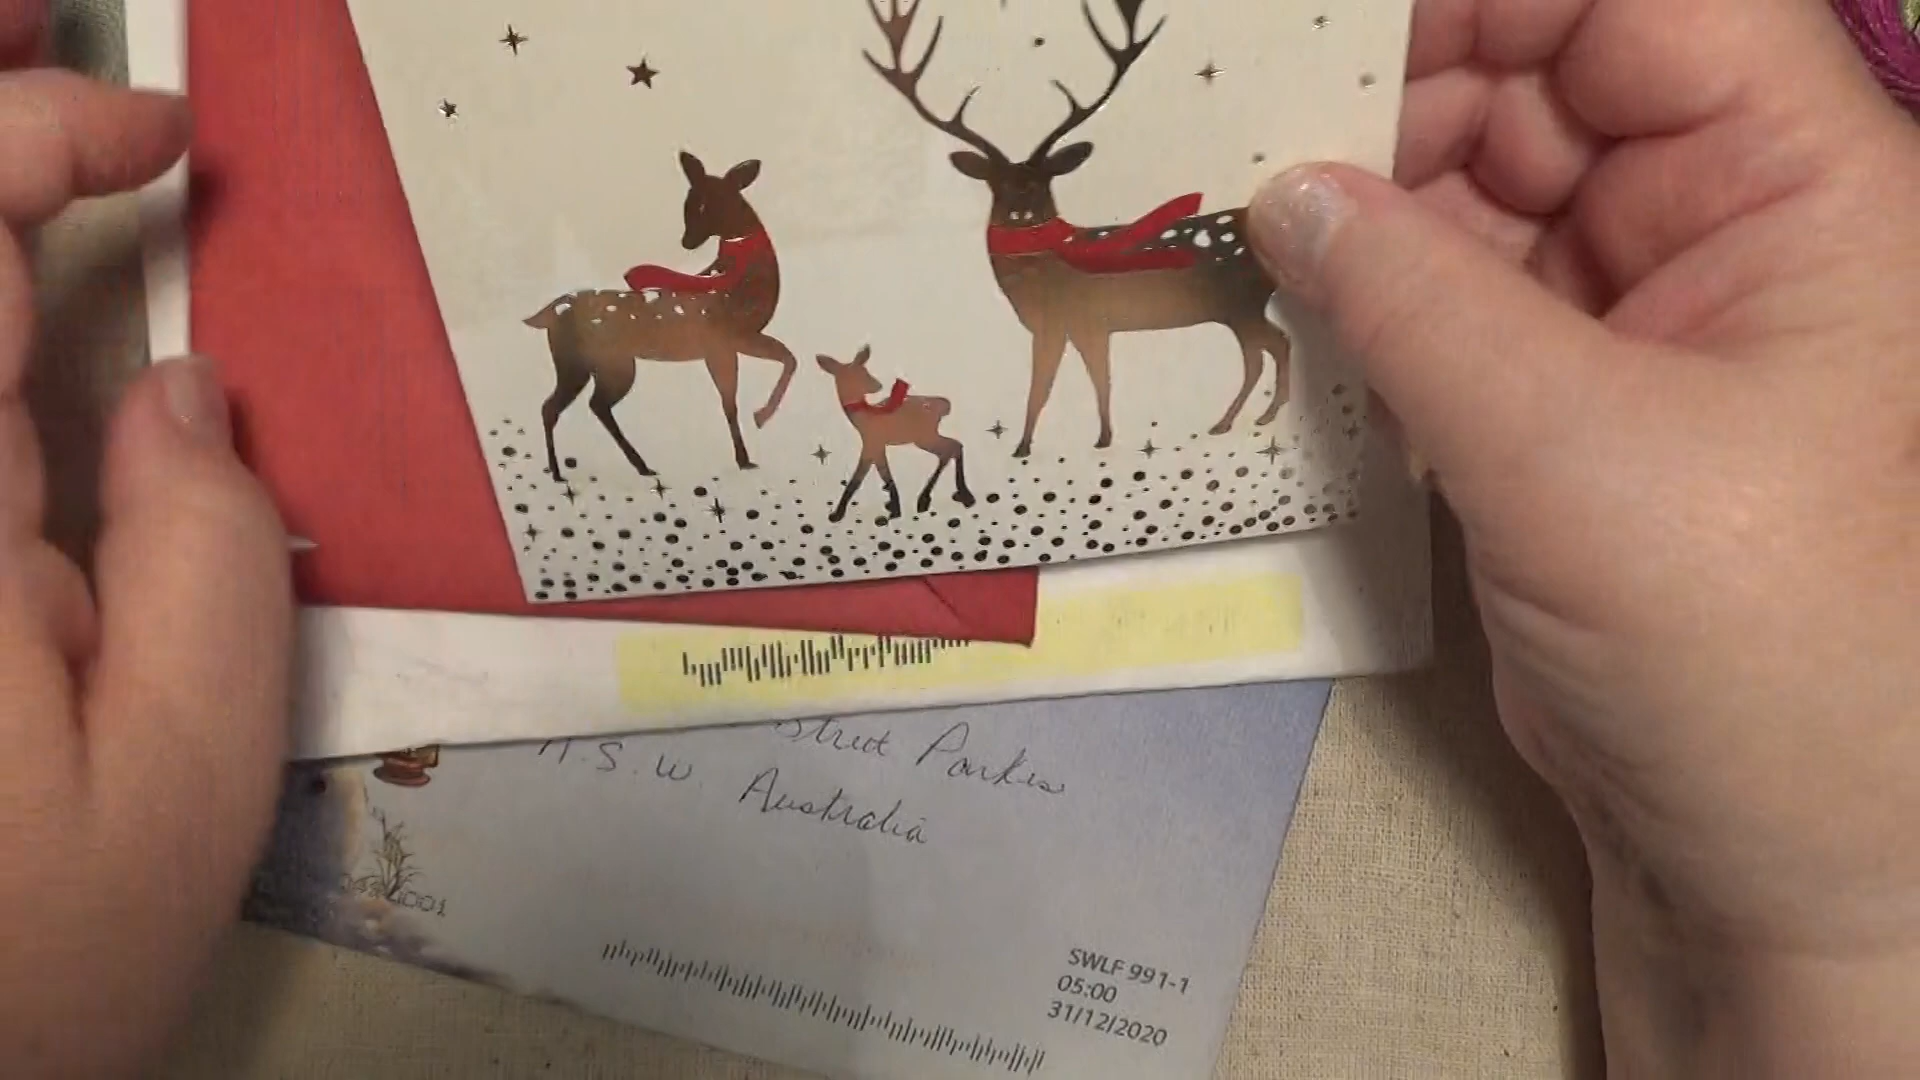 Street Parkes
N.S.W. Australia
SWLF 991-1
05:00
31/12/2020